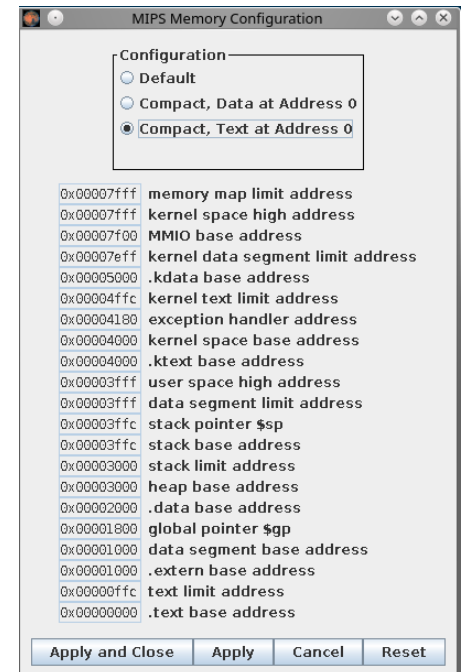 MIPS Memory Configuration
Configuration
Default
Compact, Data at Address 0
Compact, Text at Address 0
0x00007fff memory map limit address
0x00007fff kernel space high address
0x00007f00 MMIO base address
0x00007eff kernel data segment limit address
0x00005000 .kdata base address
0x00004ffc kernel text limit address
0x00004180 exception handler address
0x00004000 kernel space base address
0x00004000 .ktext base address
0x00003fff user space high address
0x00003fff data segment limit address
0x00003ffc stack pointer $sp
0x00003ffc stack base address
0x00003000 stack limit address
0x00003000 heap base address
0x00002000 .data base address
0x00001800 global pointer $gp
0x00001000 data segment base address
0x00001000 .extern base address
0x00000ffc text limit address
0x00000000 .text base address
Apply and Close Apply Cancel Reset